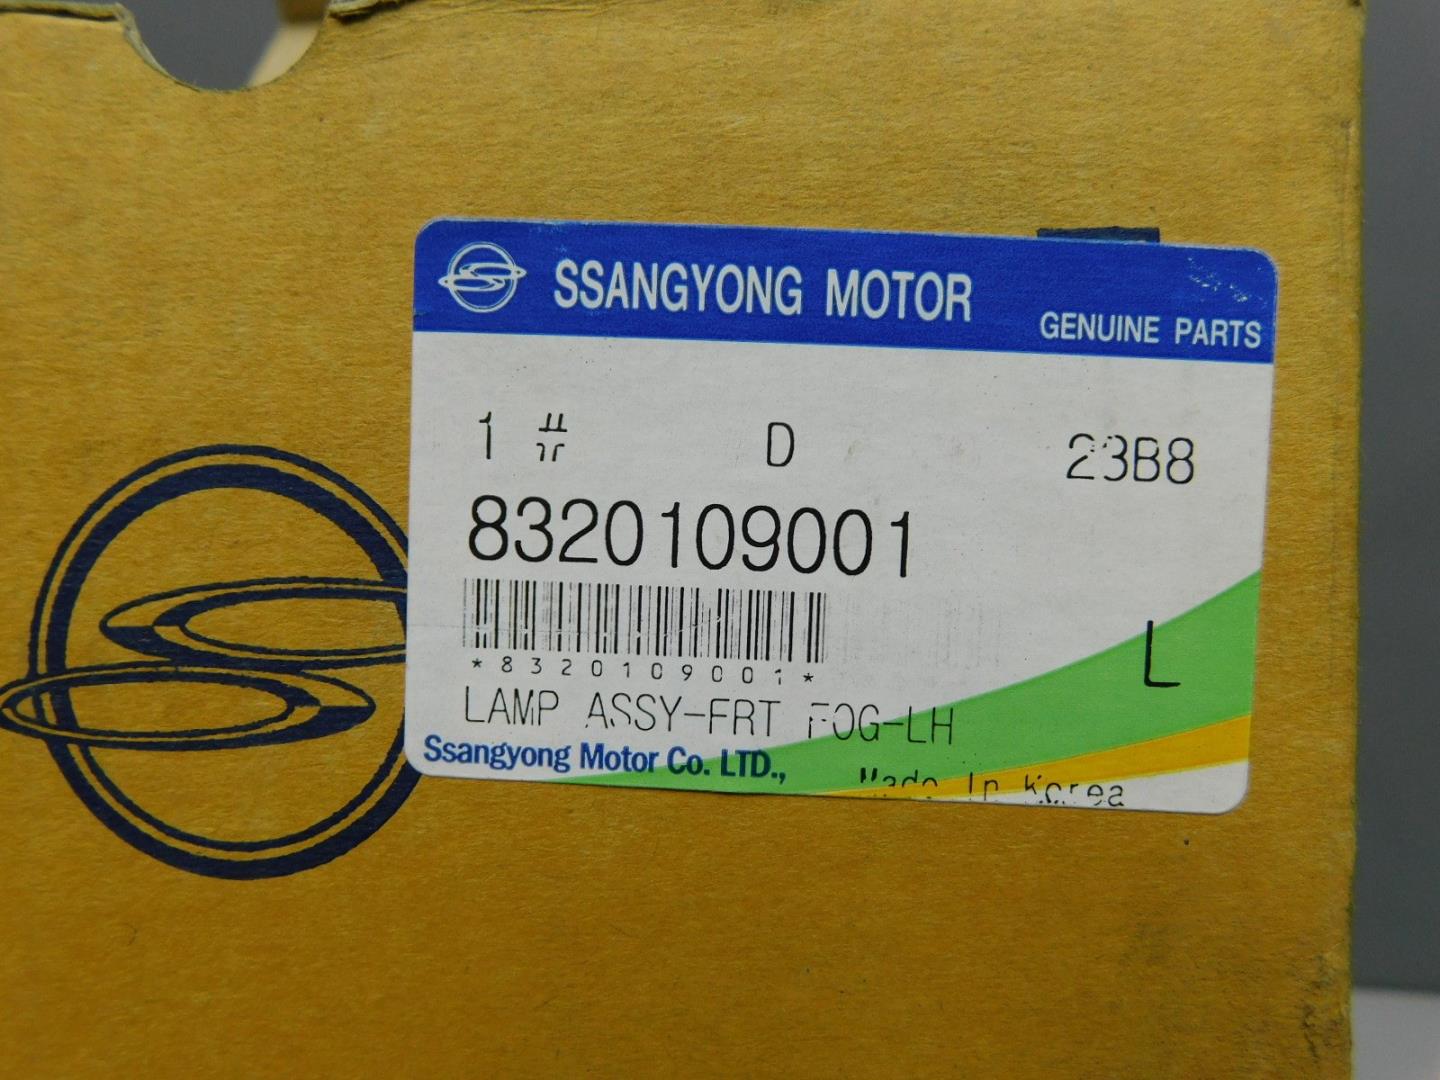 SSANGYONG MOTOR
GENUINE PARTS
1 # D 23B8
8320109001
*8320109001*
L
LAMP ASSY-FRT FOG-LH
Ssangyong Motor Co. LTD.,
Made In Korea